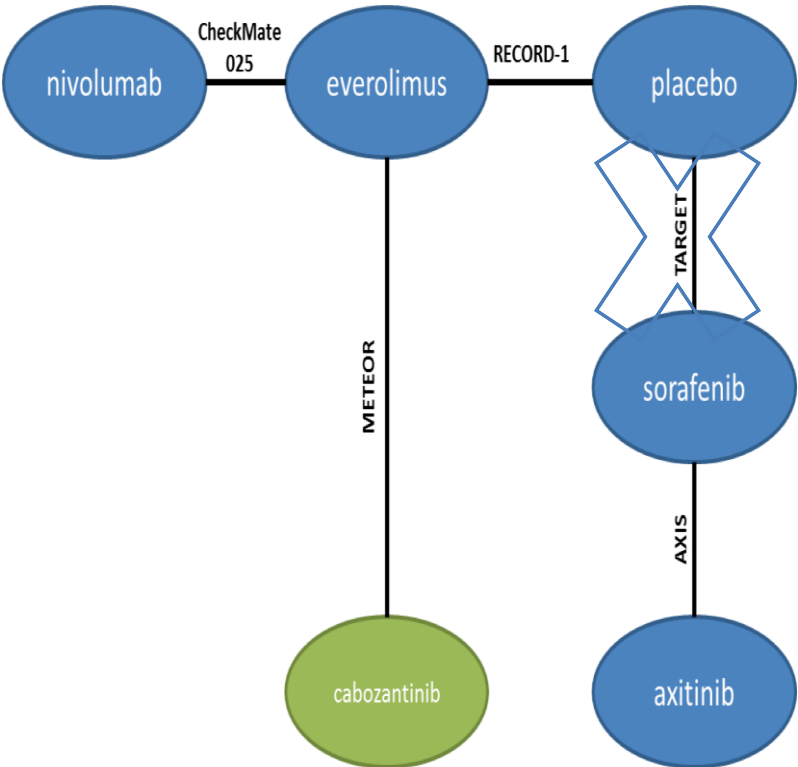 CheckMate
025
RECORD-1
nivolumab
everolimus
placebo
TARGET
METEOR
sorafenib
AXIS
cabozantinib
axitinib